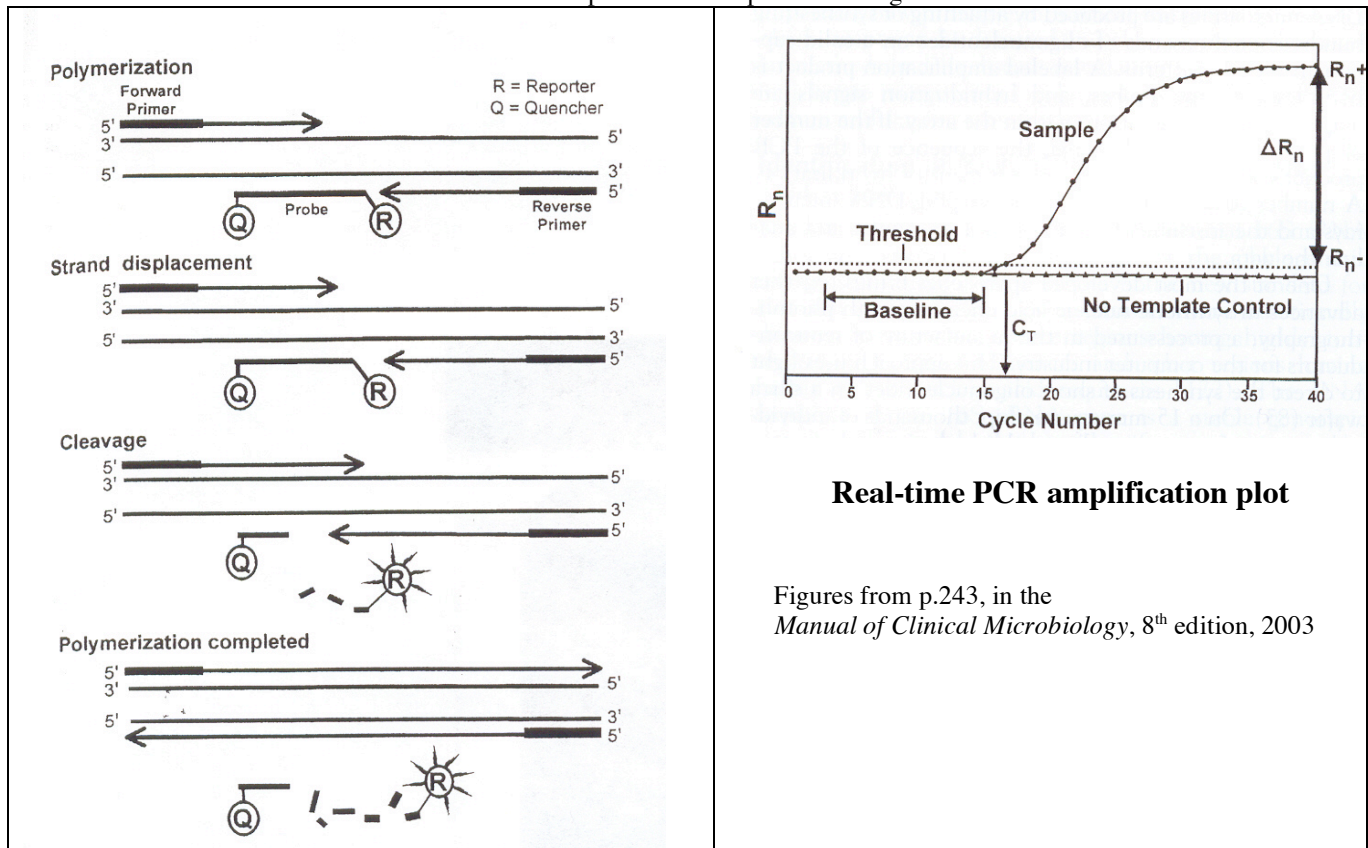 Polymerization
Forward
Primer
R = Reporter
Q = Quencher
5'
3'
5'
5'
3'
5'
Probe
Q
R
Reverse
Primer
Strand displacement
5'
3'
5'
5'
3'
5'
Q
R
Cleavage
5'
3'
5'
5'
3'
5'
Q
R
Polymerization completed
5'
3'
5'
5'
3'
5'
Q
R
Rn+
Sample
ΔRn
Rn
Threshold
Rn-
Baseline
No Template Control
CT
0 5 10 15 20 25 30 35 40
Cycle Number
Real-time PCR amplification plot
Figures from p.243, in the
Manual of Clinical Microbiology, 8th edition, 2003